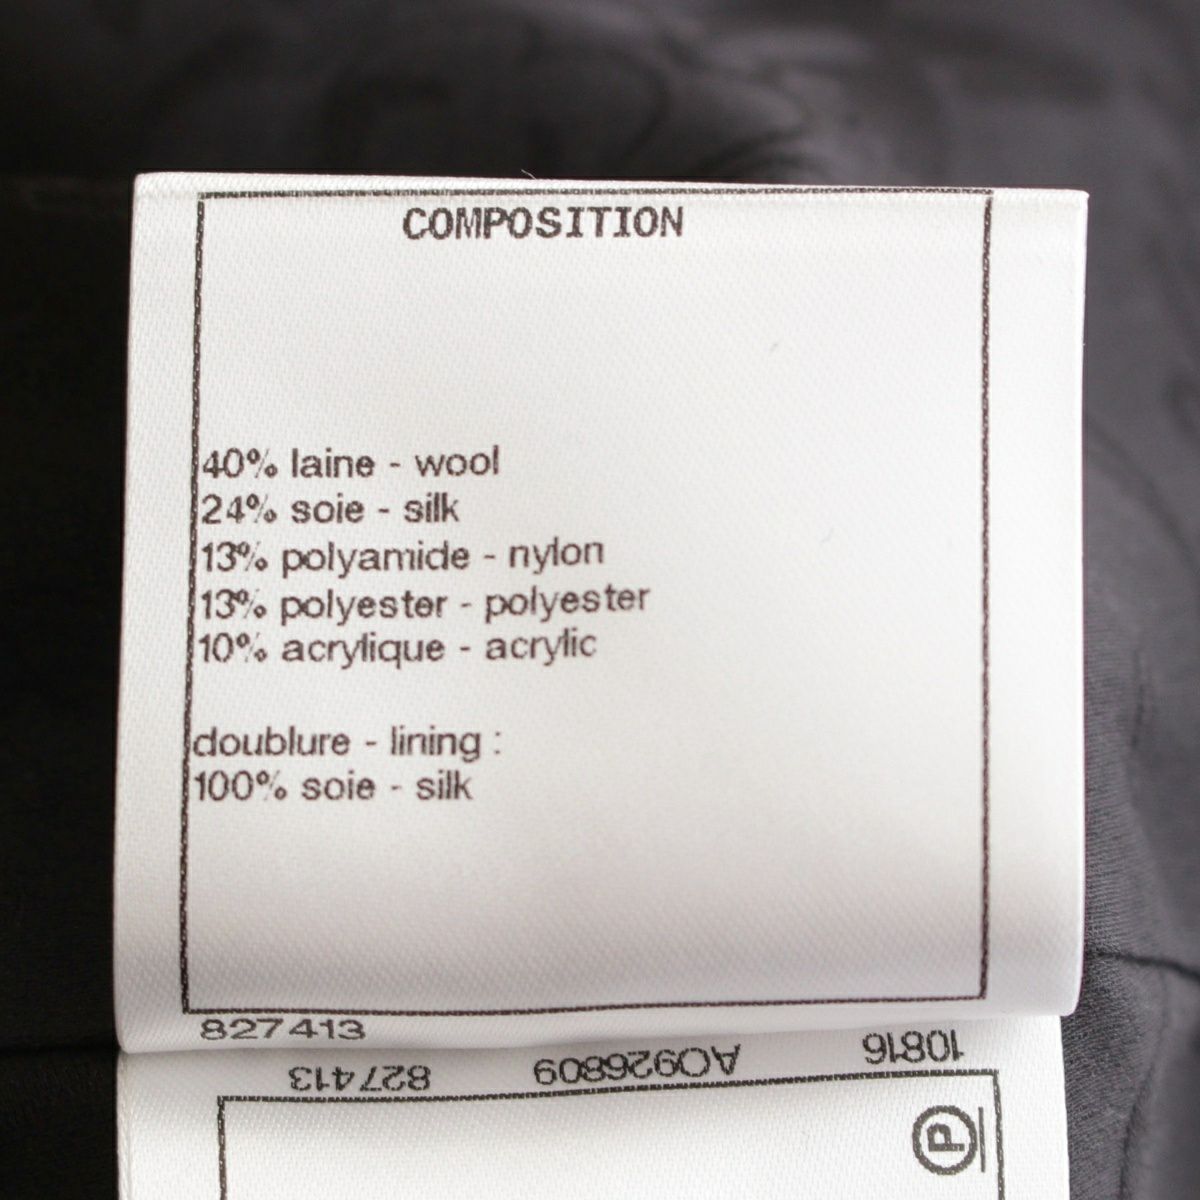 COMPOSITION
40% laine - wool
24% soie - silk
13% polyamide - nylon
13% polyester - polyester
10% acrylique - acrylic
doublure - lining :
100% soie - silk
827413
827413 AO926809 10816
P